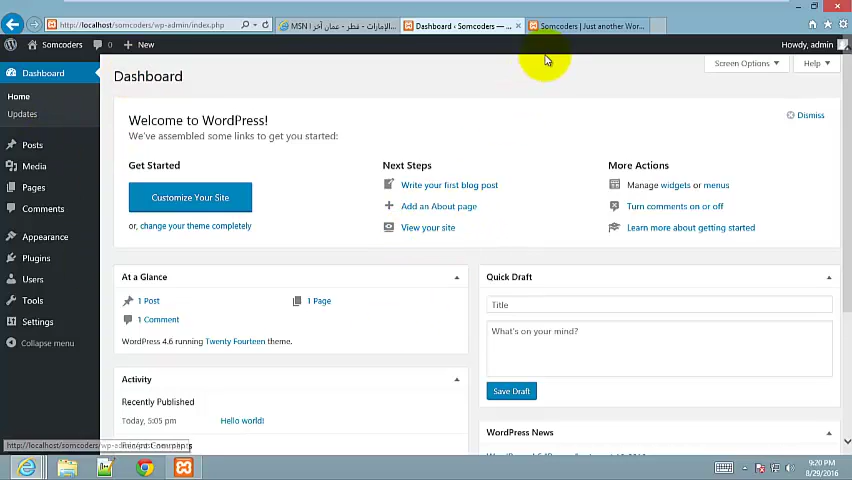 http://localhost/somcoders/wp-admin/index.php
الإمارات - قطر - عمان آخر ا MSN...
Dashboard ‹ Somcoders — ...
Somcoders | Just another Wor...
Somcoders
0
New
Howdy, admin
Screen Options
Help
Dashboard
Home
Updates
Posts
Media
Pages
Comments
Appearance
Plugins
Users
Tools
Settings
Collapse menu
Dashboard
Welcome to WordPress!
We've assembled some links to get you started:
Dismiss
Get Started
Customize Your Site
or, change your theme completely
Next Steps
Write your first blog post
Add an About page
View your site
More Actions
Manage widgets or menus
Turn comments on or off
Learn more about getting started
At a Glance
1 Post
1 Page
1 Comment
WordPress 4.6 running Twenty Fourteen theme.
Activity
Recently Published
Today, 5:05 pm
Hello world!
Quick Draft
Title
What's on your mind?
Save Draft
WordPress News
9:20 PM
8/29/2016